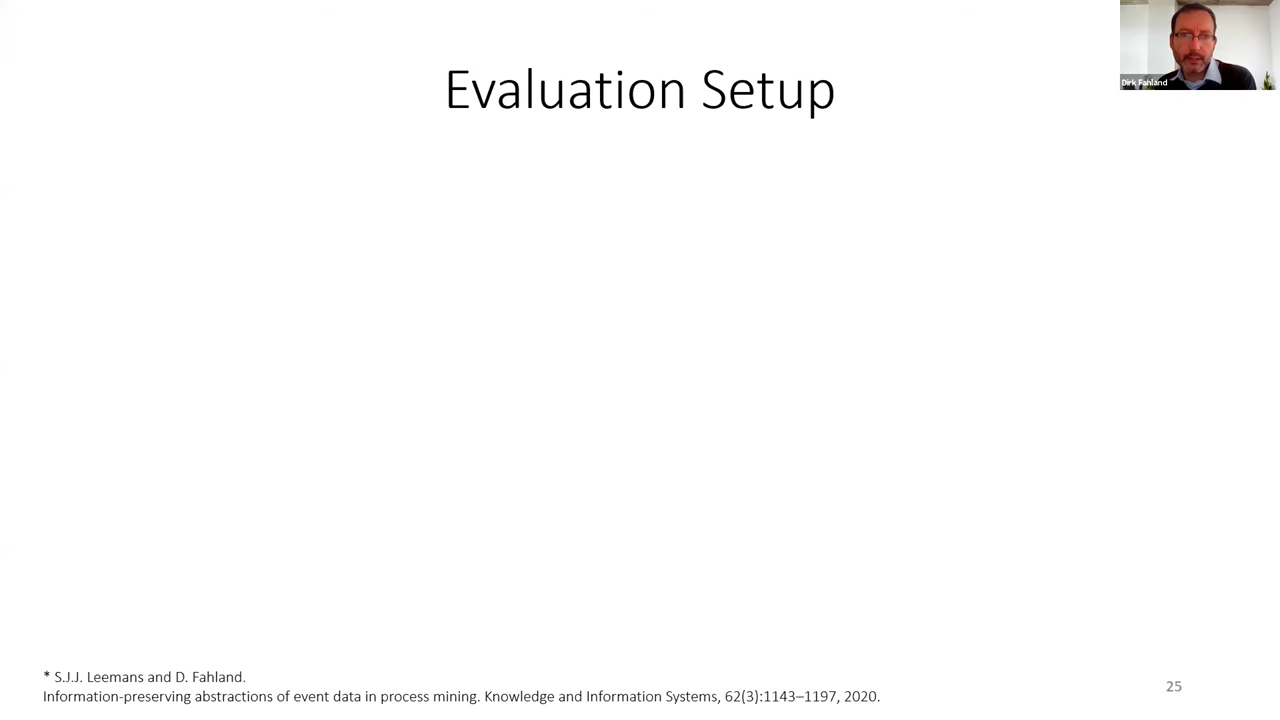 Evaluation Setup
Dirk Fahland
* S.J.J. Leemans and D. Fahland.
Information-preserving abstractions of event data in process mining. Knowledge and Information Systems, 62(3):1143–1197, 2020.
25